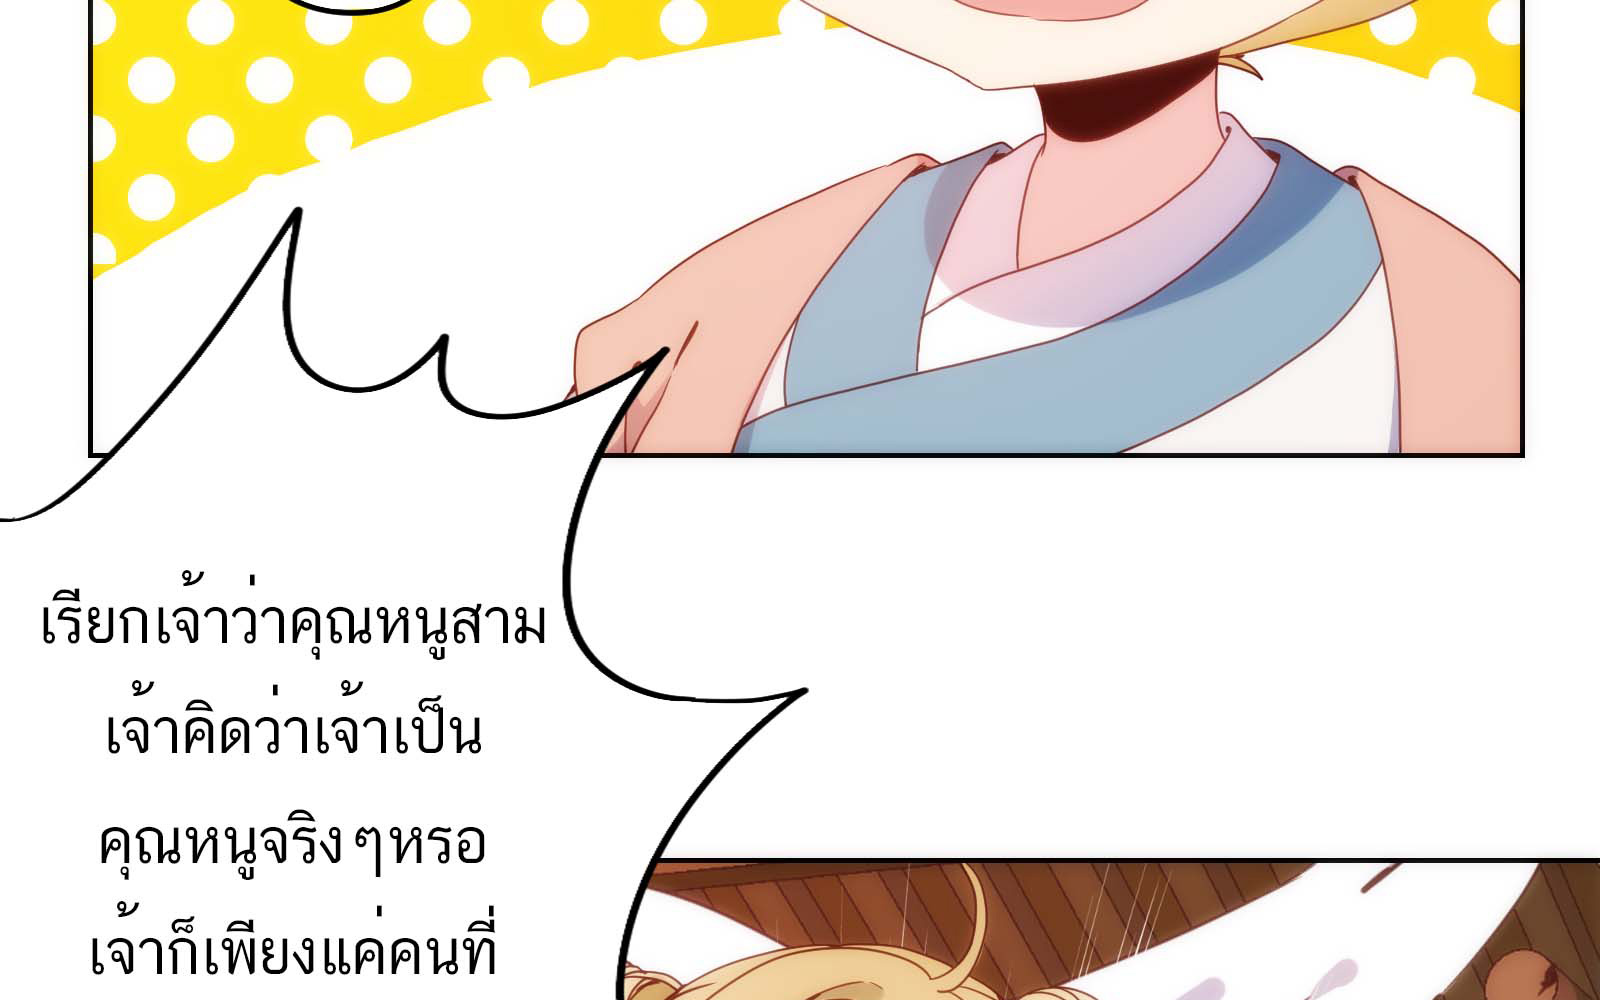 เรียกเจ้าว่าคุณหนูสาม
เจ้าคิดว่าเจ้าเป็น
คุณหนูจริงๆหรอ
เจ้าก็เพียงแค่คนที่